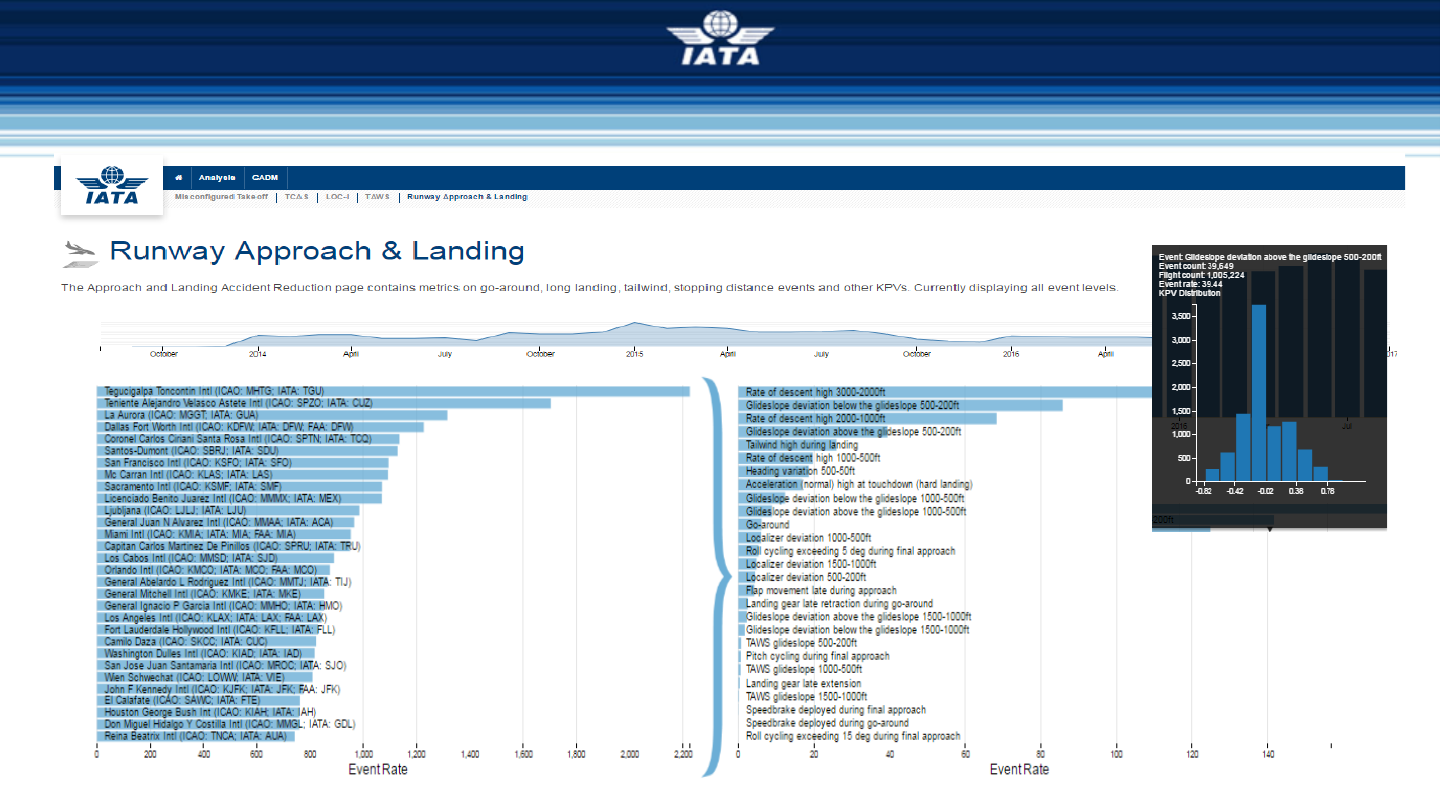 IATA
IATA
Analysis
CADM
Misconfigured Takeoff
TCAS
LOC-I
TAWS
Runway Approach & Landing
Runway Approach & Landing
The Approach and Landing Accident Reduction page contains metrics on go-around, long landing, tailwind, stopping distance events and other KPVs. Currently displaying all event levels.
October
2014
April
July
October
2015
April
July
October
2016
April
2017
Tegucigalpa Toncontin Intl (ICAO: MHTG; IATA: TGU)
Teniente Alejandro Velasco Astete Intl (ICAO: SPZO; IATA: CUZ)
La Aurora (ICAO: MGGT; IATA: GUA)
Dallas Fort Worth Intl (ICAO: KDFW; IATA: DFW; FAA: DFW)
Coronel Carlos Ciriani Santa Rosa Intl (ICAO: SPTN; IATA: TCQ)
Santos-Dumont (ICAO: SBRJ; IATA: SDU)
San Francisco Intl (ICAO: KSFO; IATA: SFO)
Mc Carran Intl (ICAO: KLAS; IATA: LAS)
Sacramento Intl (ICAO: KSMF; IATA: SMF)
Licenciado Benito Juarez Intl (ICAO: MMMX; IATA: MEX)
Ljubljana (ICAO: LJLJ; IATA: LJU)
General Juan N Alvarez Intl (ICAO: MMAA; IATA: ACA)
Miami Intl (ICAO: KMIA; IATA: MIA; FAA: MIA)
Capitan Carlos Martinez De Pinillos (ICAO: SPRU; IATA: TRU)
Los Cabos Intl (ICAO: MMSD; IATA: SJD)
Orlando Intl (ICAO: KMCO; IATA: MCO; FAA: MCO)
General Abelardo L Rodriguez Intl (ICAO: MMTJ; IATA: TIJ)
General Mitchell Intl (ICAO: KMKE; IATA: MKE)
General Ignacio P Garcia Intl (ICAO: MMHO; IATA: HMO)
Los Angeles Intl (ICAO: KLAX; IATA: LAX; FAA: LAX)
Fort Lauderdale Hollywood Intl (ICAO: KFLL; IATA: FLL)
Camilo Daza (ICAO: SKCC; IATA: CUC)
Washington Dulles Intl (ICAO: KIAD; IATA: IAD)
San Jose Juan Santamaria Intl (ICAO: MROC; IATA: SJO)
Wien Schwechat (ICAO: LOWW; IATA: VIE)
John F Kennedy Intl (ICAO: KJFK; IATA: JFK; FAA: JFK)
El Calafate (ICAO: SAWC; IATA: FTE)
Houston George Bush Int (ICAO: KIAH; IATA: IAH)
Don Miguel Hidalgo Y Costilla Intl (ICAO: MMGL; IATA: GDL)
Reina Beatrix Intl (ICAO: TNCA; IATA: AUA)
0 200 400 600 800 1,000 1,200 1,400 1,600 1,800 2,000 2,200
Event Rate
Rate of descent high 3000-2000ft
Glideslope deviation below the glideslope 500-200ft
Rate of descent high 2000-1000ft
Glideslope deviation above the glideslope 500-200ft
Tailwind high during landing
Rate of descent high 1000-500ft
Heading variation 500-50ft
Acceleration (normal) high at touchdown (hard landing)
Glideslope deviation below the glideslope 1000-500ft
Glideslope deviation above the glideslope 1000-500ft
Go-around
Localizer deviation 1000-500ft
Roll cycling exceeding 5 deg during final approach
Localizer deviation 1500-1000ft
Localizer deviation 500-200ft
Flap movement late during approach
Landing gear late retraction during go-around
Glideslope deviation above the glideslope 1500-1000ft
Glideslope deviation below the glideslope 1500-1000ft
TAWS glideslope 500-200ft
Pitch cycling during final approach
TAWS glideslope 1000-500ft
Landing gear late extension
TAWS glideslope 1500-1000ft
Speedbrake deployed during final approach
Speedbrake deployed during go-around
Roll cycling exceeding 15 deg during final approach
0 20 40 60 80 100 120 140
Event Rate
Event: Glideslope deviation above the glideslope 500-200ft
Event count: 39,649
Flight count: 1,005,224
Event rate: 39.44
KPV Distribution
3,500
3,000
2,500
2,000
1,500
1,000
500
0
-0.82 -0.42 -0.02 0.38 0.78
2016
Jul
200ft